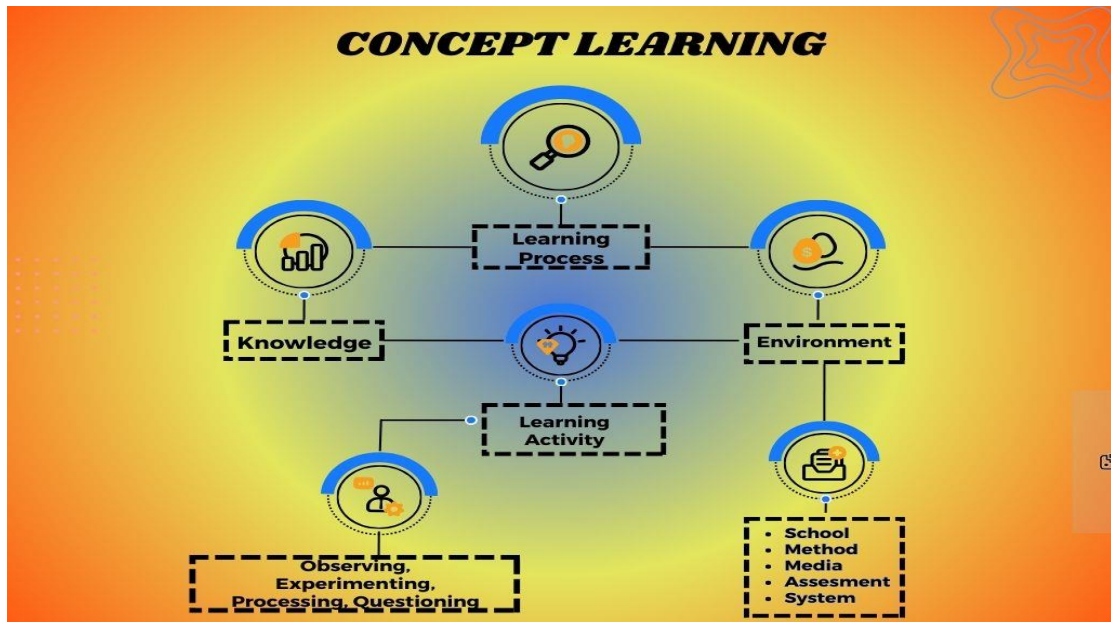 CONCEPT LEARNING
Learning
Process
Knowledge
Environment
Learning
Activity
Observing,
Experimenting,
Processing, Questioning
• School
• Method
• Media
• Assesment
• System
$